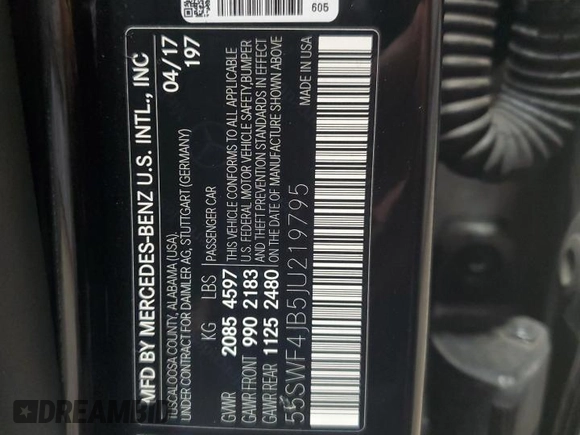 605
MFD BY MERCEDES-BENZ U.S. INTL., INC
TUSCALOOSA COUNTY, ALABAMA (USA).
UNDER CONTRACT FOR DAIMLER AG, STUTTGART (GERMANY)
04/17
197
KG LBS
GVWR 2085 4597
GAWR FRONT 990 2183
GAWR REAR 1125 2480
PASSENGER CAR
THIS VEHICLE CONFORMS TO ALL
U.S. FEDERAL MOTOR VEHICLE SAFETY, BUMPER
AND THEFT PREVENTION STANDARDS IN EFFECT
ON THE DATE OF MANUFACTURE SHOWN ABOVE
55SWF4JB5JU219795
MADE IN USA
DREAMBID